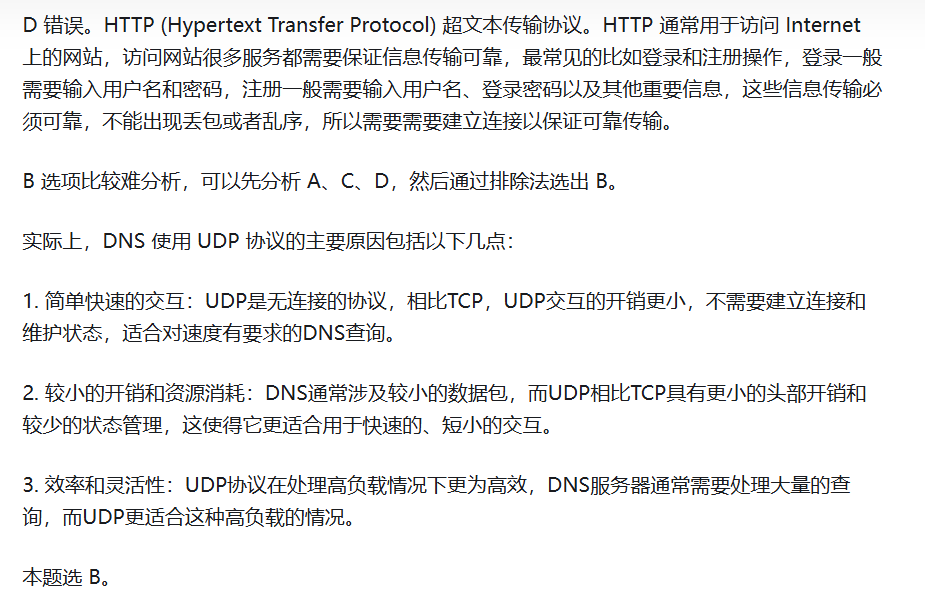 D 错误。HTTP (Hypertext Transfer Protocol) 超文本传输协议。HTTP 通常用于访问 Internet
上的网站，访问网站很多服务都需要保证信息传输可靠，最常见的比如登录和注册操作，登录一般
需要输入用户名和密码，注册一般需要输入用户名、登录密码以及其他重要信息，这些信息传输必
须可靠，不能出现丢包或者乱序，所以需要需要建立连接以保证可靠传输。
B 选项比较难分析，可以先分析 A、C、D，然后通过排除法选出 B。
实际上，DNS 使用 UDP 协议的主要原因包括以下几点：
1. 简单快速的交互：UDP是无连接的协议，相比TCP，UDP交互的开销更小，不需要建立连接和
维护状态，适合对速度有要求的DNS查询。
2. 较小的开销和资源消耗：DNS通常涉及较小的数据包，而UDP相比TCP具有更小的头部开销和
较少的状态管理，这使得它更适合用于快速的、短小的交互。
3. 效率和灵活性：UDP协议在处理高负载情况下更为高效，DNS服务器通常需要处理大量的查
询，而UDP更适合这种高负载的情况。
本题选 B。